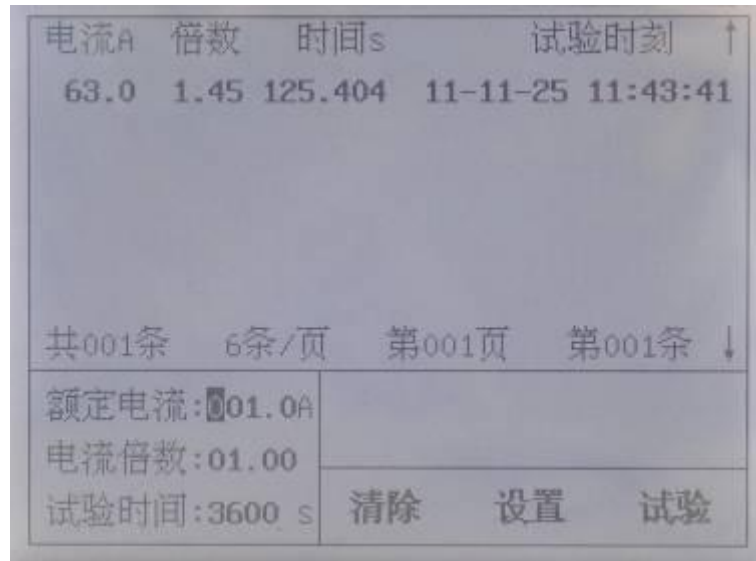 电流A 倍数 时间s 试验时刻 ↑
63.0 1.45 125.404 11-11-25 11:43:41
共001条 6条/页 第001页 第001条 ↓
额定电流:001.0A
电流倍数:01.00
试验时间:3600 s
清除 设置 试验